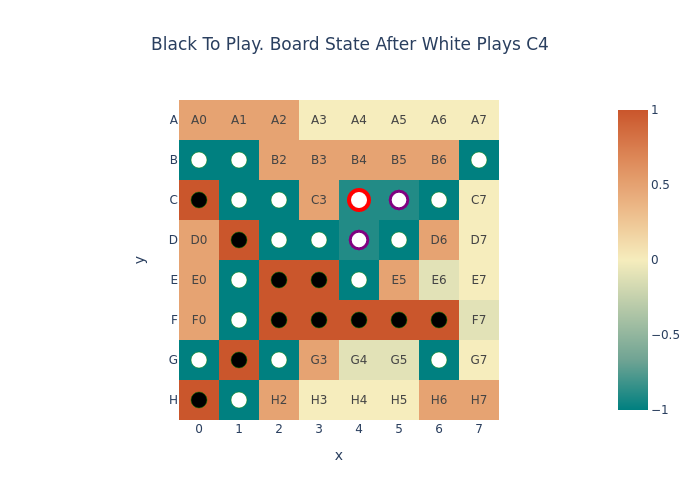 Black To Play. Board State After White Plays C4
A A0 A1 A2 A3 A4 A5 A6 A7
B B2 B3 B4 B5 B6
C C3 C7
D D0 D6 D7
E E0 E5 E6 E7
F F0 F7
G G3 G4 G5 G7
H H2 H3 H4 H5 H6 H7
0 1 2 3 4 5 6 7
x
y
1
0.5
0
−0.5
−1